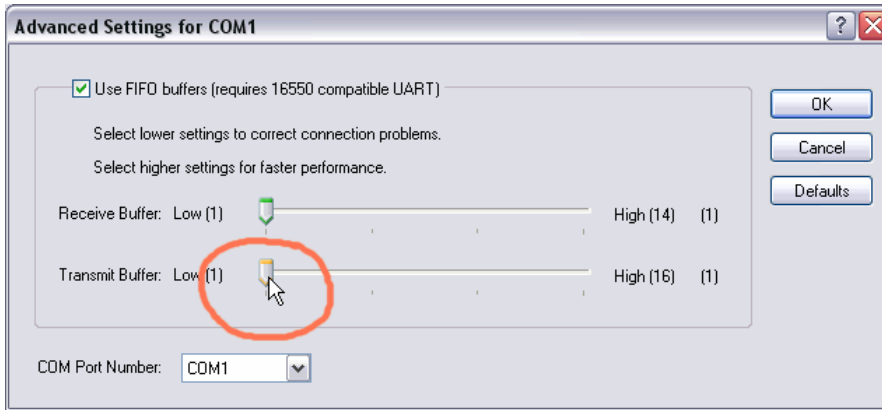 Advanced Settings for COM1
Use FIFO buffers (requires 16550 compatible UART)
OK
Select lower settings to correct connection problems.
Cancel
Select higher settings for faster performance.
Defaults
Receive Buffer: Low (1) High (14) (1)
Transmit Buffer: Low (1) High (16) (1)
COM Port Number: COM1